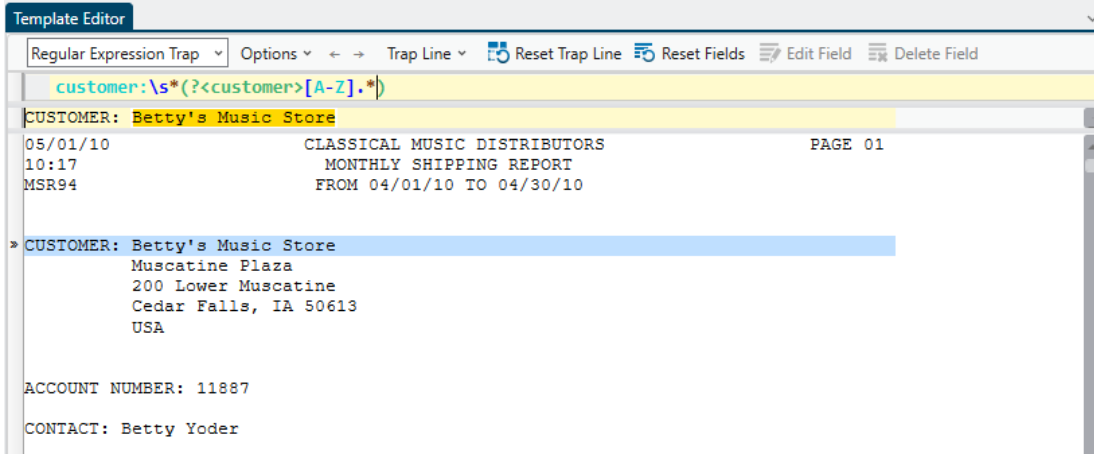 Template Editor
Regular Expression Trap Options ← → Trap Line Reset Trap Line Reset Fields Edit Field Delete Field
customer:\s*(?<customer>[A-Z].*)
CUSTOMER: Betty's Music Store
05/01/10 CLASSICAL MUSIC DISTRIBUTORS PAGE 01
10:17 MONTHLY SHIPPING REPORT
MSR94 FROM 04/01/10 TO 04/30/10
» CUSTOMER: Betty's Music Store
Muscatine Plaza
200 Lower Muscatine
Cedar Falls, IA 50613
USA
ACCOUNT NUMBER: 11887
CONTACT: Betty Yoder